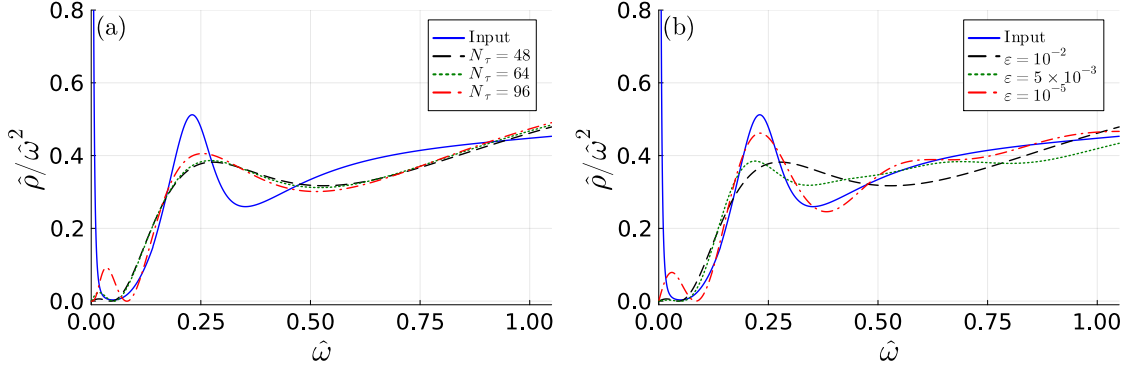 (a)
Input
N_τ = 48
N_τ = 64
N_τ = 96
ρ̂/ω̂²
0.8
0.6
0.4
0.2
0.0
0.00 0.25 0.50 0.75 1.00
ω̂
(b)
Input
ε = 10⁻²
ε = 5 × 10⁻³
ε = 10⁻⁵
ρ̂/ω̂²
0.8
0.6
0.4
0.2
0.0
0.00 0.25 0.50 0.75 1.00
ω̂